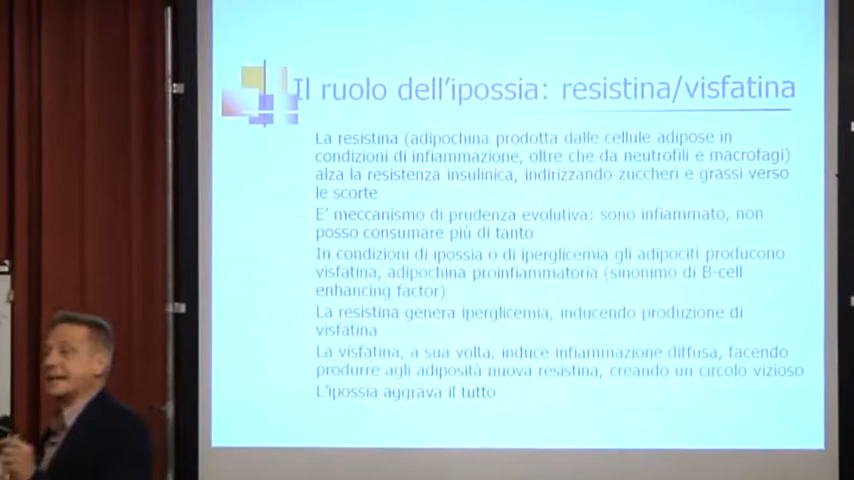 Il ruolo dell'ipossia: resistina/visfatina
La resistina (adipochina prodotta dalle cellule adipose in
condizioni di infiammazione, oltre che da neutrofili e macrofagi)
alza la resistenza insulinica, indirizzando zuccheri e grassi verso
le scorte
E' meccanismo di prudenza evolutiva: sono infiammato, non
posso consumare più di tanto
In condizioni di ipossia o di iperglicemia gli adipociti producono
visfatina, adipochina proinfiammatoria (sinonimo di B-cell
enhancing factor)
La resistina genera iperglicemia, inducendo produzione di
visfatina
La visfatina, a sua volta, induce infiammazione diffusa, facendo
produrre agli adiposità nuova resistina, creando un circolo vizioso
L'ipossia aggrava il tutto